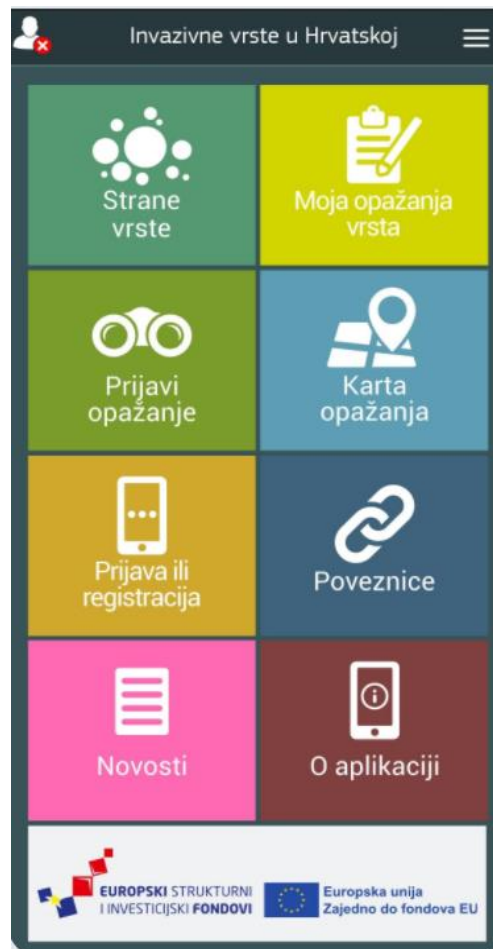 Invazivne vrste u Hrvatskoj
Strane
vrste
Moja opažanja
vrsta
Prijavi
opažanje
Karta
opažanja
Prijava ili
registracija
Poveznice
Novosti
O aplikaciji
EUROPSKI STRUKTURNI
I INVESTICIJSKI FONDOVI
Europska unija
Zajedno do fondova EU